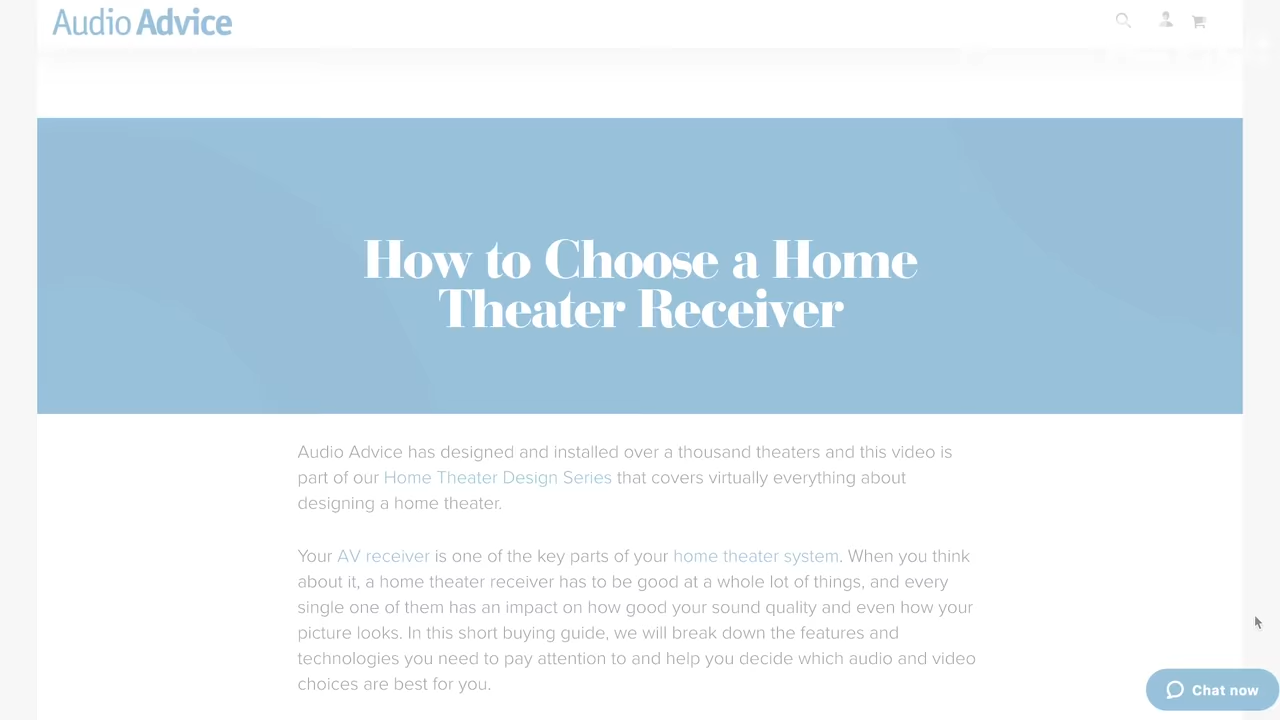 Audio Advice
How to Choose a Home
Theater Receiver
Audio Advice has designed and installed over a thousand theaters and this video is
part of our Home Theater Design Series that covers virtually everything about
designing a home theater.
Your AV receiver is one of the key parts of your home theater system. When you think
about it, a home theater receiver has to be good at a whole lot of things, and every
single one of them has an impact on how good your sound quality and even how your
picture looks. In this short buying guide, we will break down the features and
technologies you need to pay attention to and help you decide which audio and video
choices are best for you.
Chat now